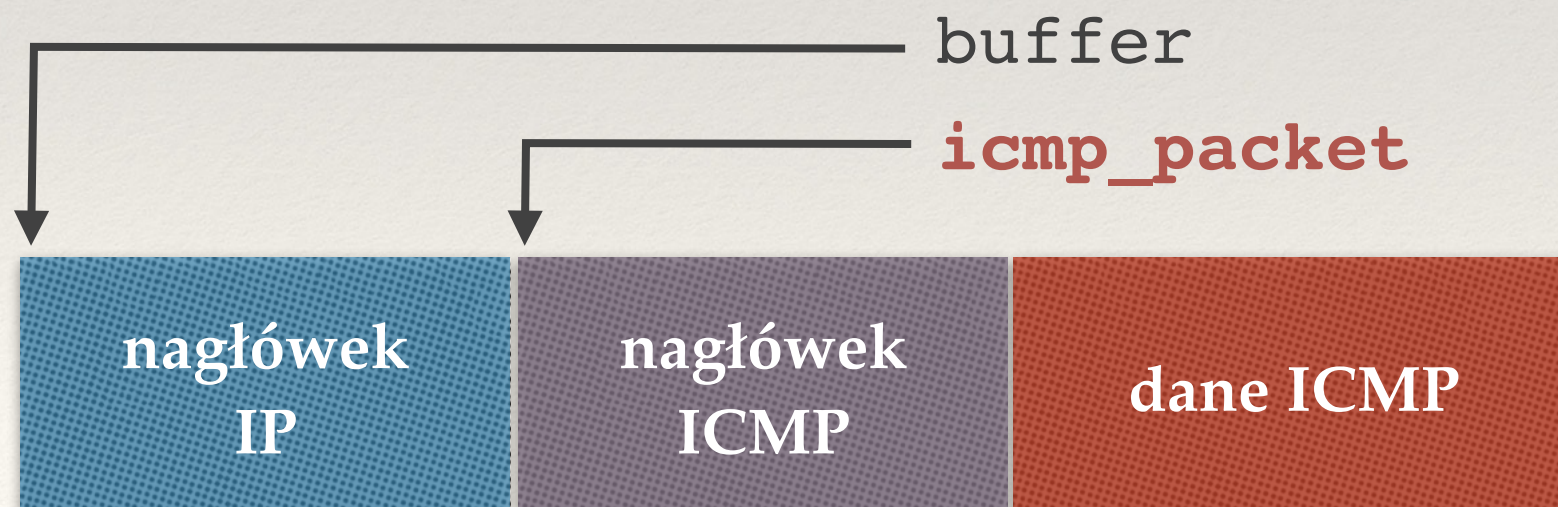 buffer
icmp_packet
nagłówek
IP
nagłówek
ICMP
dane ICMP